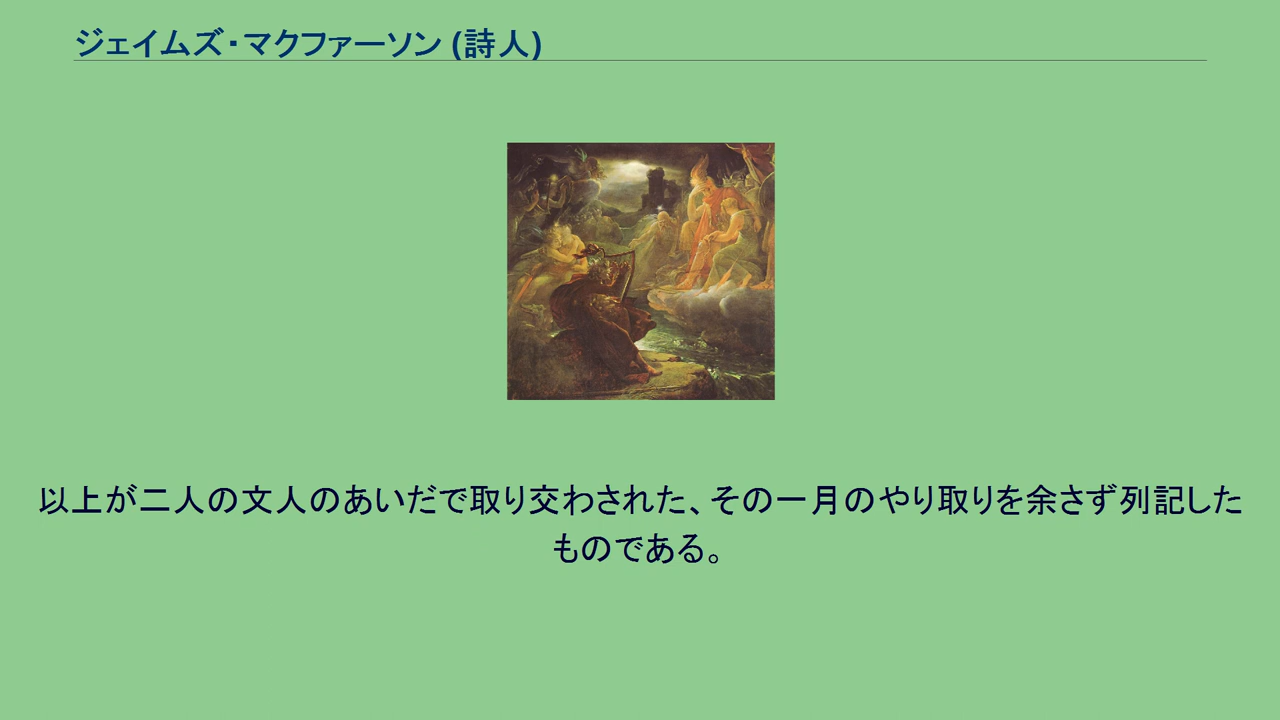 ジェイムズ・マクファーソン (詩人)
以上が二人の文人のあいだで取り交わされた、その一月のやり取りを余さず列記した
ものである。